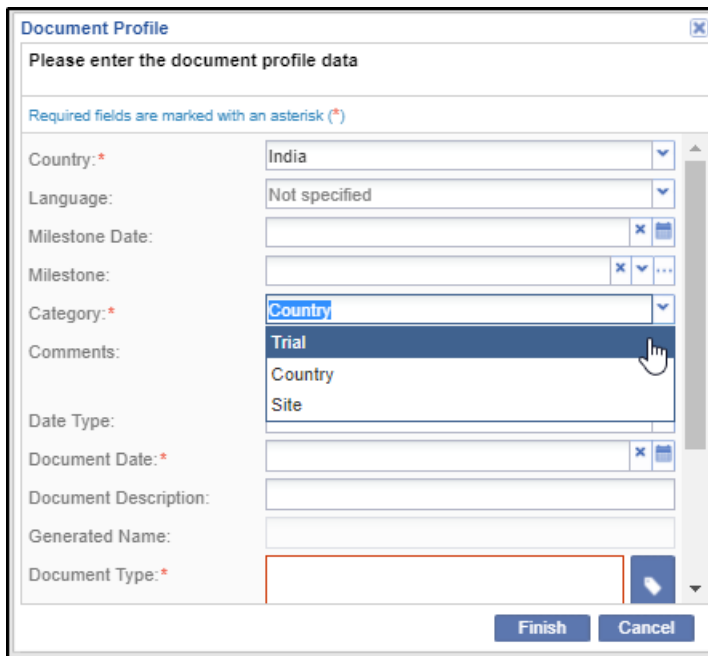 Document Profile
Please enter the document profile data
Required fields are marked with an asterisk (*)
Country:* India
Language: Not specified
Milestone Date:
Milestone:
Category:* Country
Comments: Trial
Country
Site
Date Type:
Document Date:*
Document Description:
Generated Name:
Document Type:*
Finish Cancel